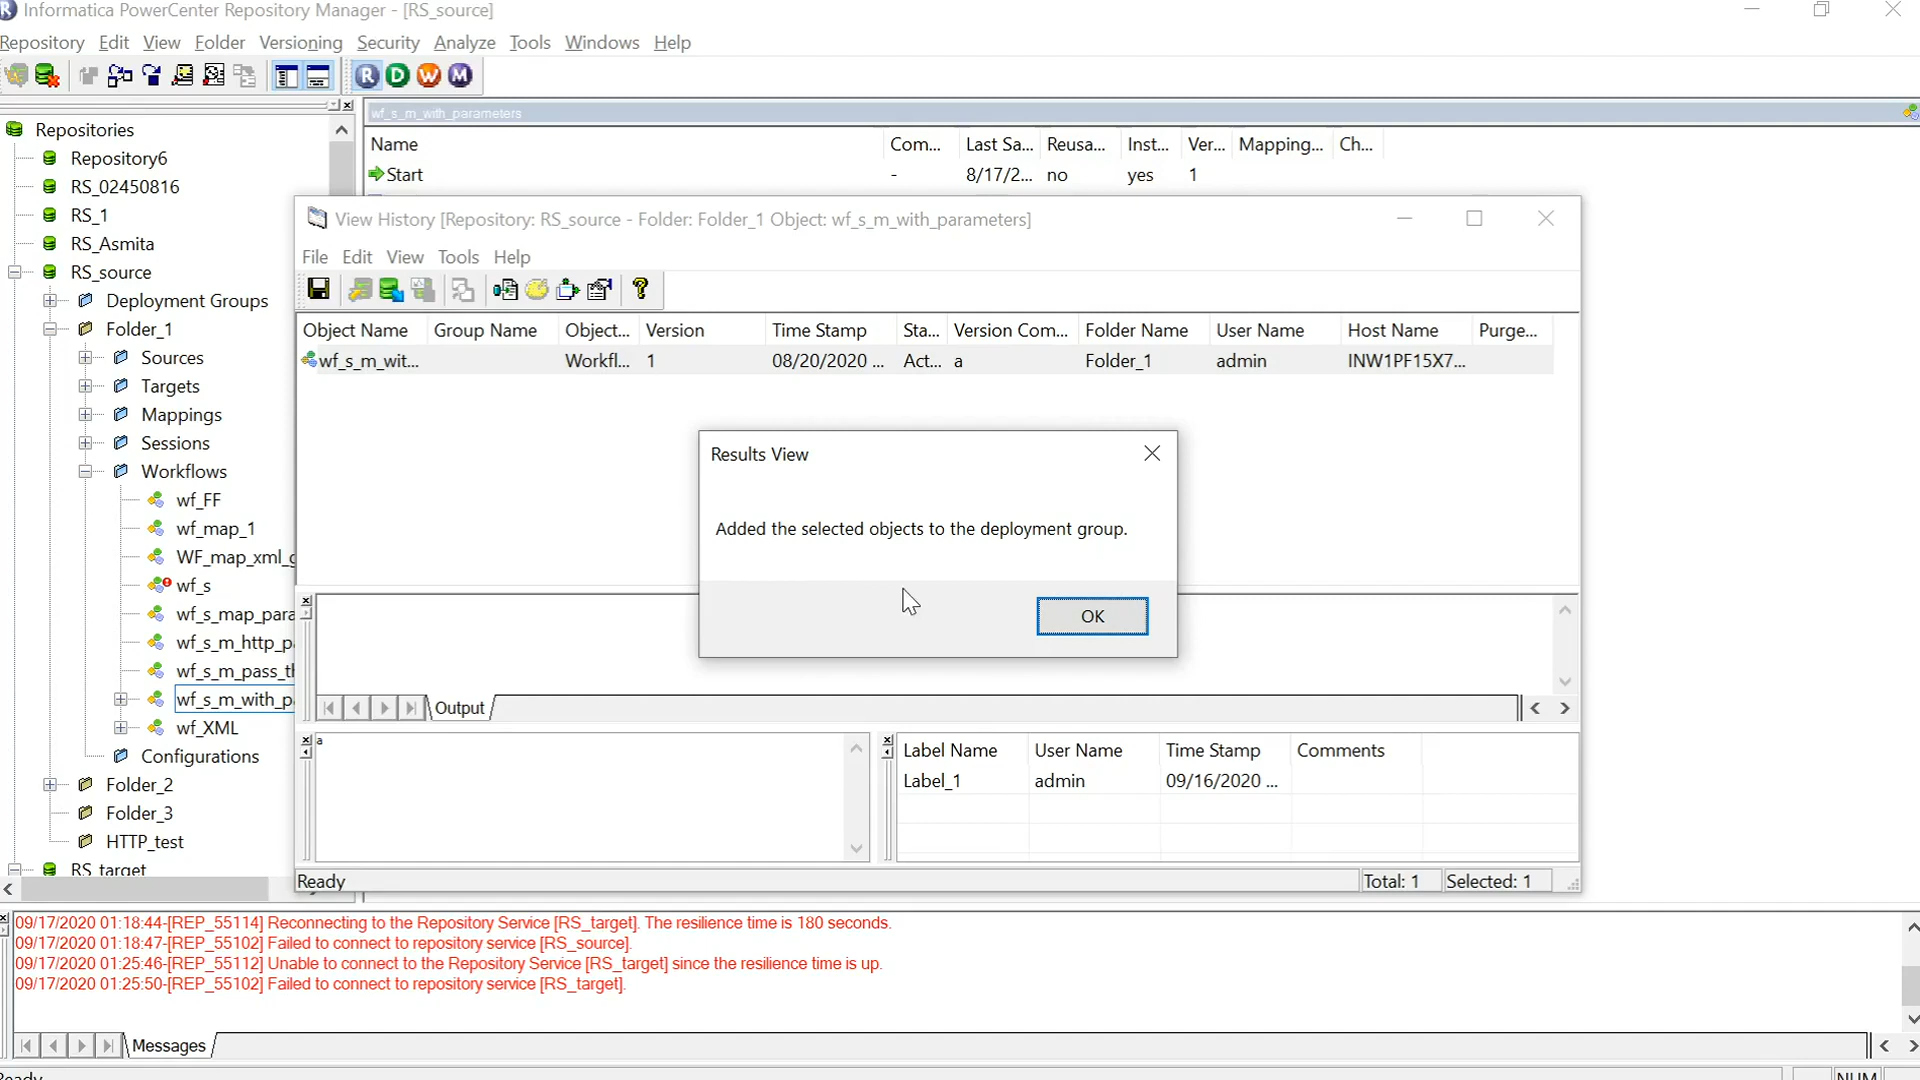 Informatica PowerCenter Repository Manager - [RS_source]
Repository Edit View Folder Versioning Security Analyze Tools Windows Help
R D W M
wf_s_m_with_parameters
Name Com... Last Sa... Reusa... Inst... Ver... Mapping... Ch...
Start - 8/17/2... no yes 1
Repositories
Repository6
RS_02450816
RS_1
RS_Asmita
RS_source
Deployment Groups
Folder_1
Sources
Targets
Mappings
Sessions
Workflows
wf_FF
wf_map_1
WF_map_xml_g
wf_s
wf_s_map_para
wf_s_m_http_p
wf_s_m_pass_th
wf_s_m_with_p
wf_XML
Configurations
Folder_2
Folder_3
HTTP_test
RS_target
View History [Repository: RS_source - Folder: Folder_1 Object: wf_s_m_with_parameters]
File Edit View Tools Help
Object Name Group Name Object... Version Time Stamp Sta... Version Com... Folder Name User Name Host Name Purge...
wf_s_m_wit... Workfl... 1 08/20/2020 ... Act... a Folder_1 admin INW1PF15X7...
Results View
Added the selected objects to the deployment group.
OK
Output
a
Label Name User Name Time Stamp Comments
Label_1 admin 09/16/2020 ...
Ready Total: 1 Selected: 1
09/17/2020 01:18:44-[REP_55114] Reconnecting to the Repository Service [RS_target]. The resilience time is 180 seconds.
09/17/2020 01:18:47-[REP_55102] Failed to connect to repository service [RS_source].
09/17/2020 01:25:46-[REP_55112] Unable to connect to the Repository Service [RS_target] since the resilience time is up.
09/17/2020 01:25:50-[REP_55102] Failed to connect to repository service [RS_target].
Messages
Ready NUM